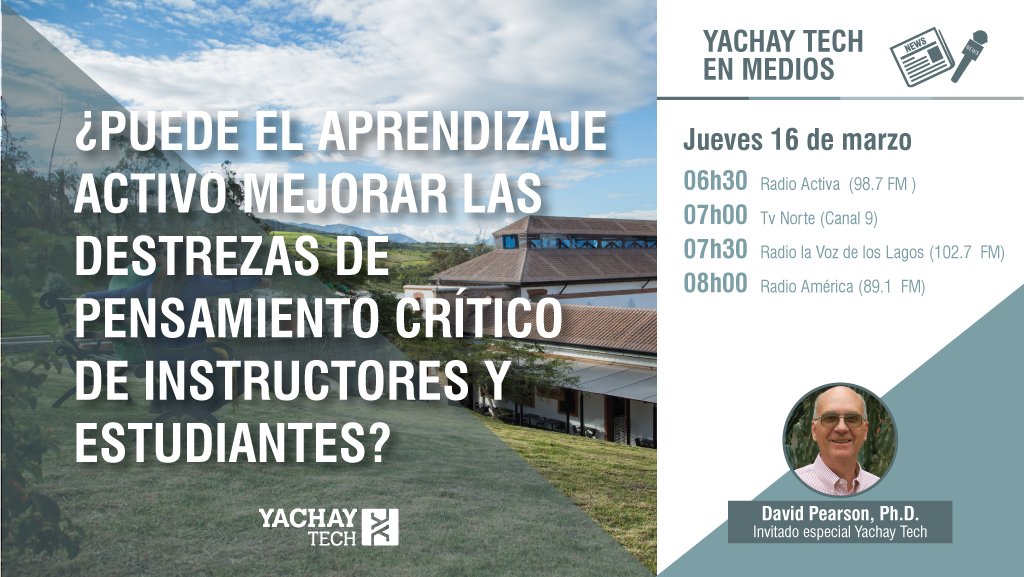 ¿PUEDE EL APRENDIZAJE
ACTIVO MEJORAR LAS
DESTREZAS DE
PENSAMIENTO CRÍTICO
DE INSTRUCTORES Y
ESTUDIANTES?
YACHAY
TECH
YACHAY TECH
EN MEDIOS
NEWS
NEWS
Jueves 16 de marzo
06h30 Radio Activa (98.7 FM )
07h00 Tv Norte (Canal 9)
07h30 Radio la Voz de los Lagos (102.7 FM)
08h00 Radio América (89.1 FM)
David Pearson, Ph.D.
Invitado especial Yachay Tech